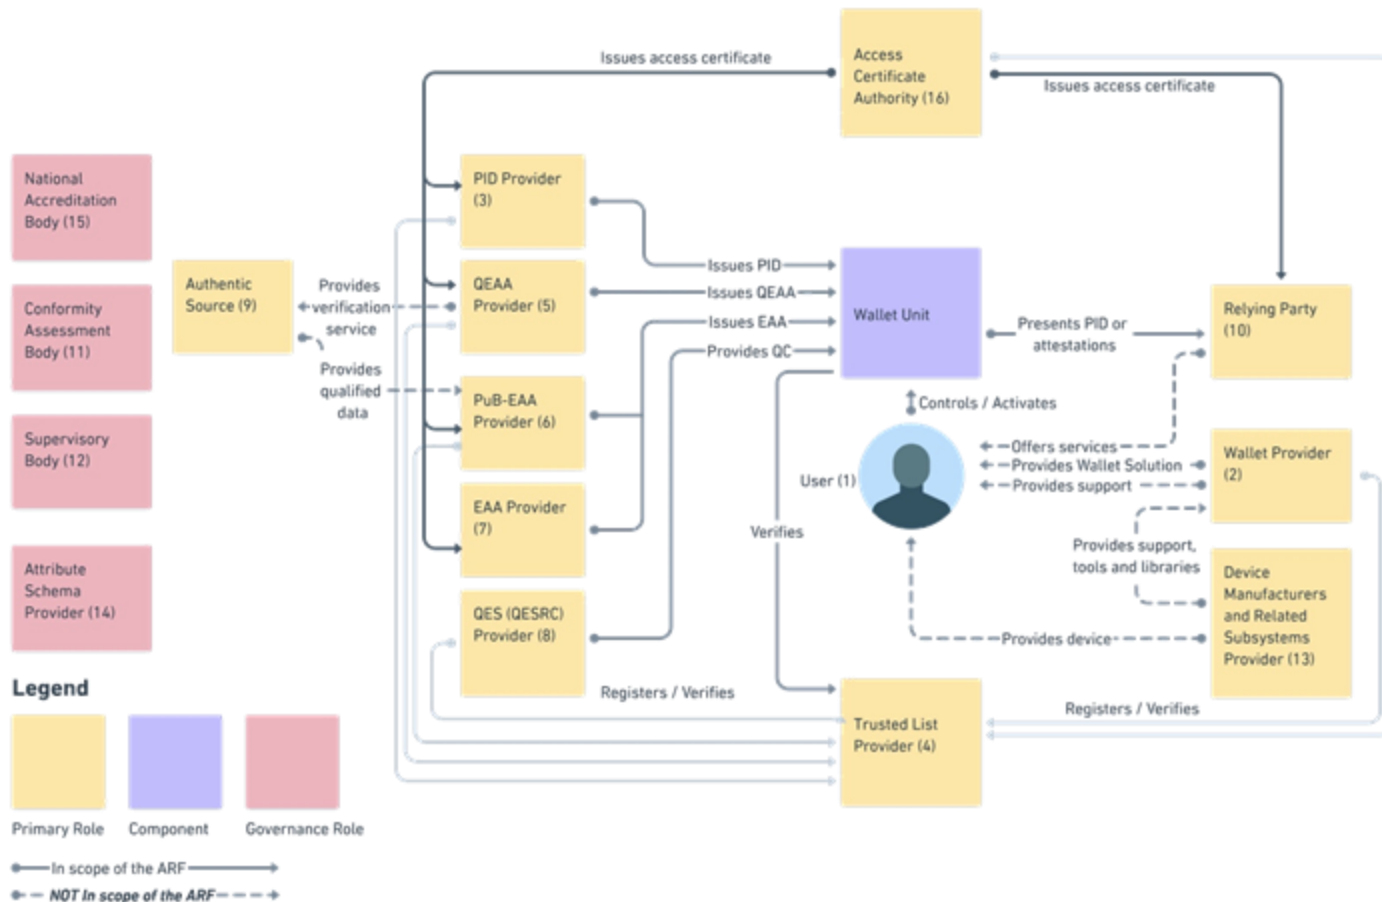 Issues access certificate
Access
Certificate
Authority (16)
Issues access certificate
National
Accreditation
Body (15)
PID Provider
(3)
Authentic
Source (9)
Provides
verification
service
QEAA
Provider (5)
Issues PID
Issues QEAA
Issues EAA
Provides QC
Wallet Unit
Presents PID or
attestations
Relying Party
(10)
Conformity
Assessment
Body (11)
Provides
qualified
data
PuB-EAA
Provider (6)
Controls / Activates
Supervisory
Body (12)
User (1)
Offers services
Provides Wallet Solution
Provides support
Wallet Provider
(2)
EAA Provider
(7)
Verifies
Provides support,
tools and libraries
Attribute
Schema
Provider (14)
QES (QESRC)
Provider (8)
Device
Manufacturers
and Related
Subsystems
Provider (13)
Provides device
Registers / Verifies
Trusted List
Provider (4)
Registers / Verifies
Legend
Primary Role
Component
Governance Role
In scope of the ARF
NOT In scope of the ARF